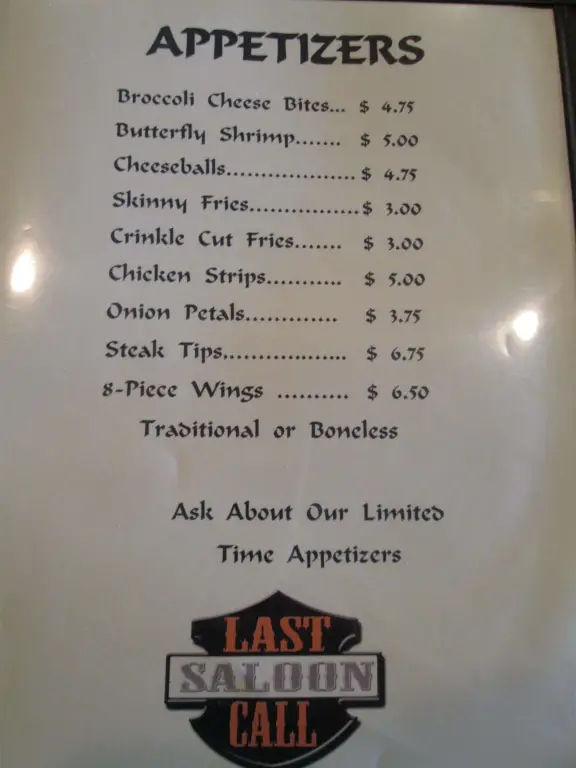 APPETIZERS
Broccoli Cheese Bites... $ 4.75
Butterfly Shrimp....... $ 5.00
Cheeseballs................... $ 4.75
Skinny Fries................ $ 3.00
Crinkle Cut Fries....... $ 3.00
Chicken Strips........... $ 5.00
Onion Petals............. $ 3.75
Steak Tips................. $ 6.75
8-Piece Wings .......... $ 6.50
Traditional or Boneless
Ask About Our Limited
Time Appetizers
LAST
SALOON
CALL